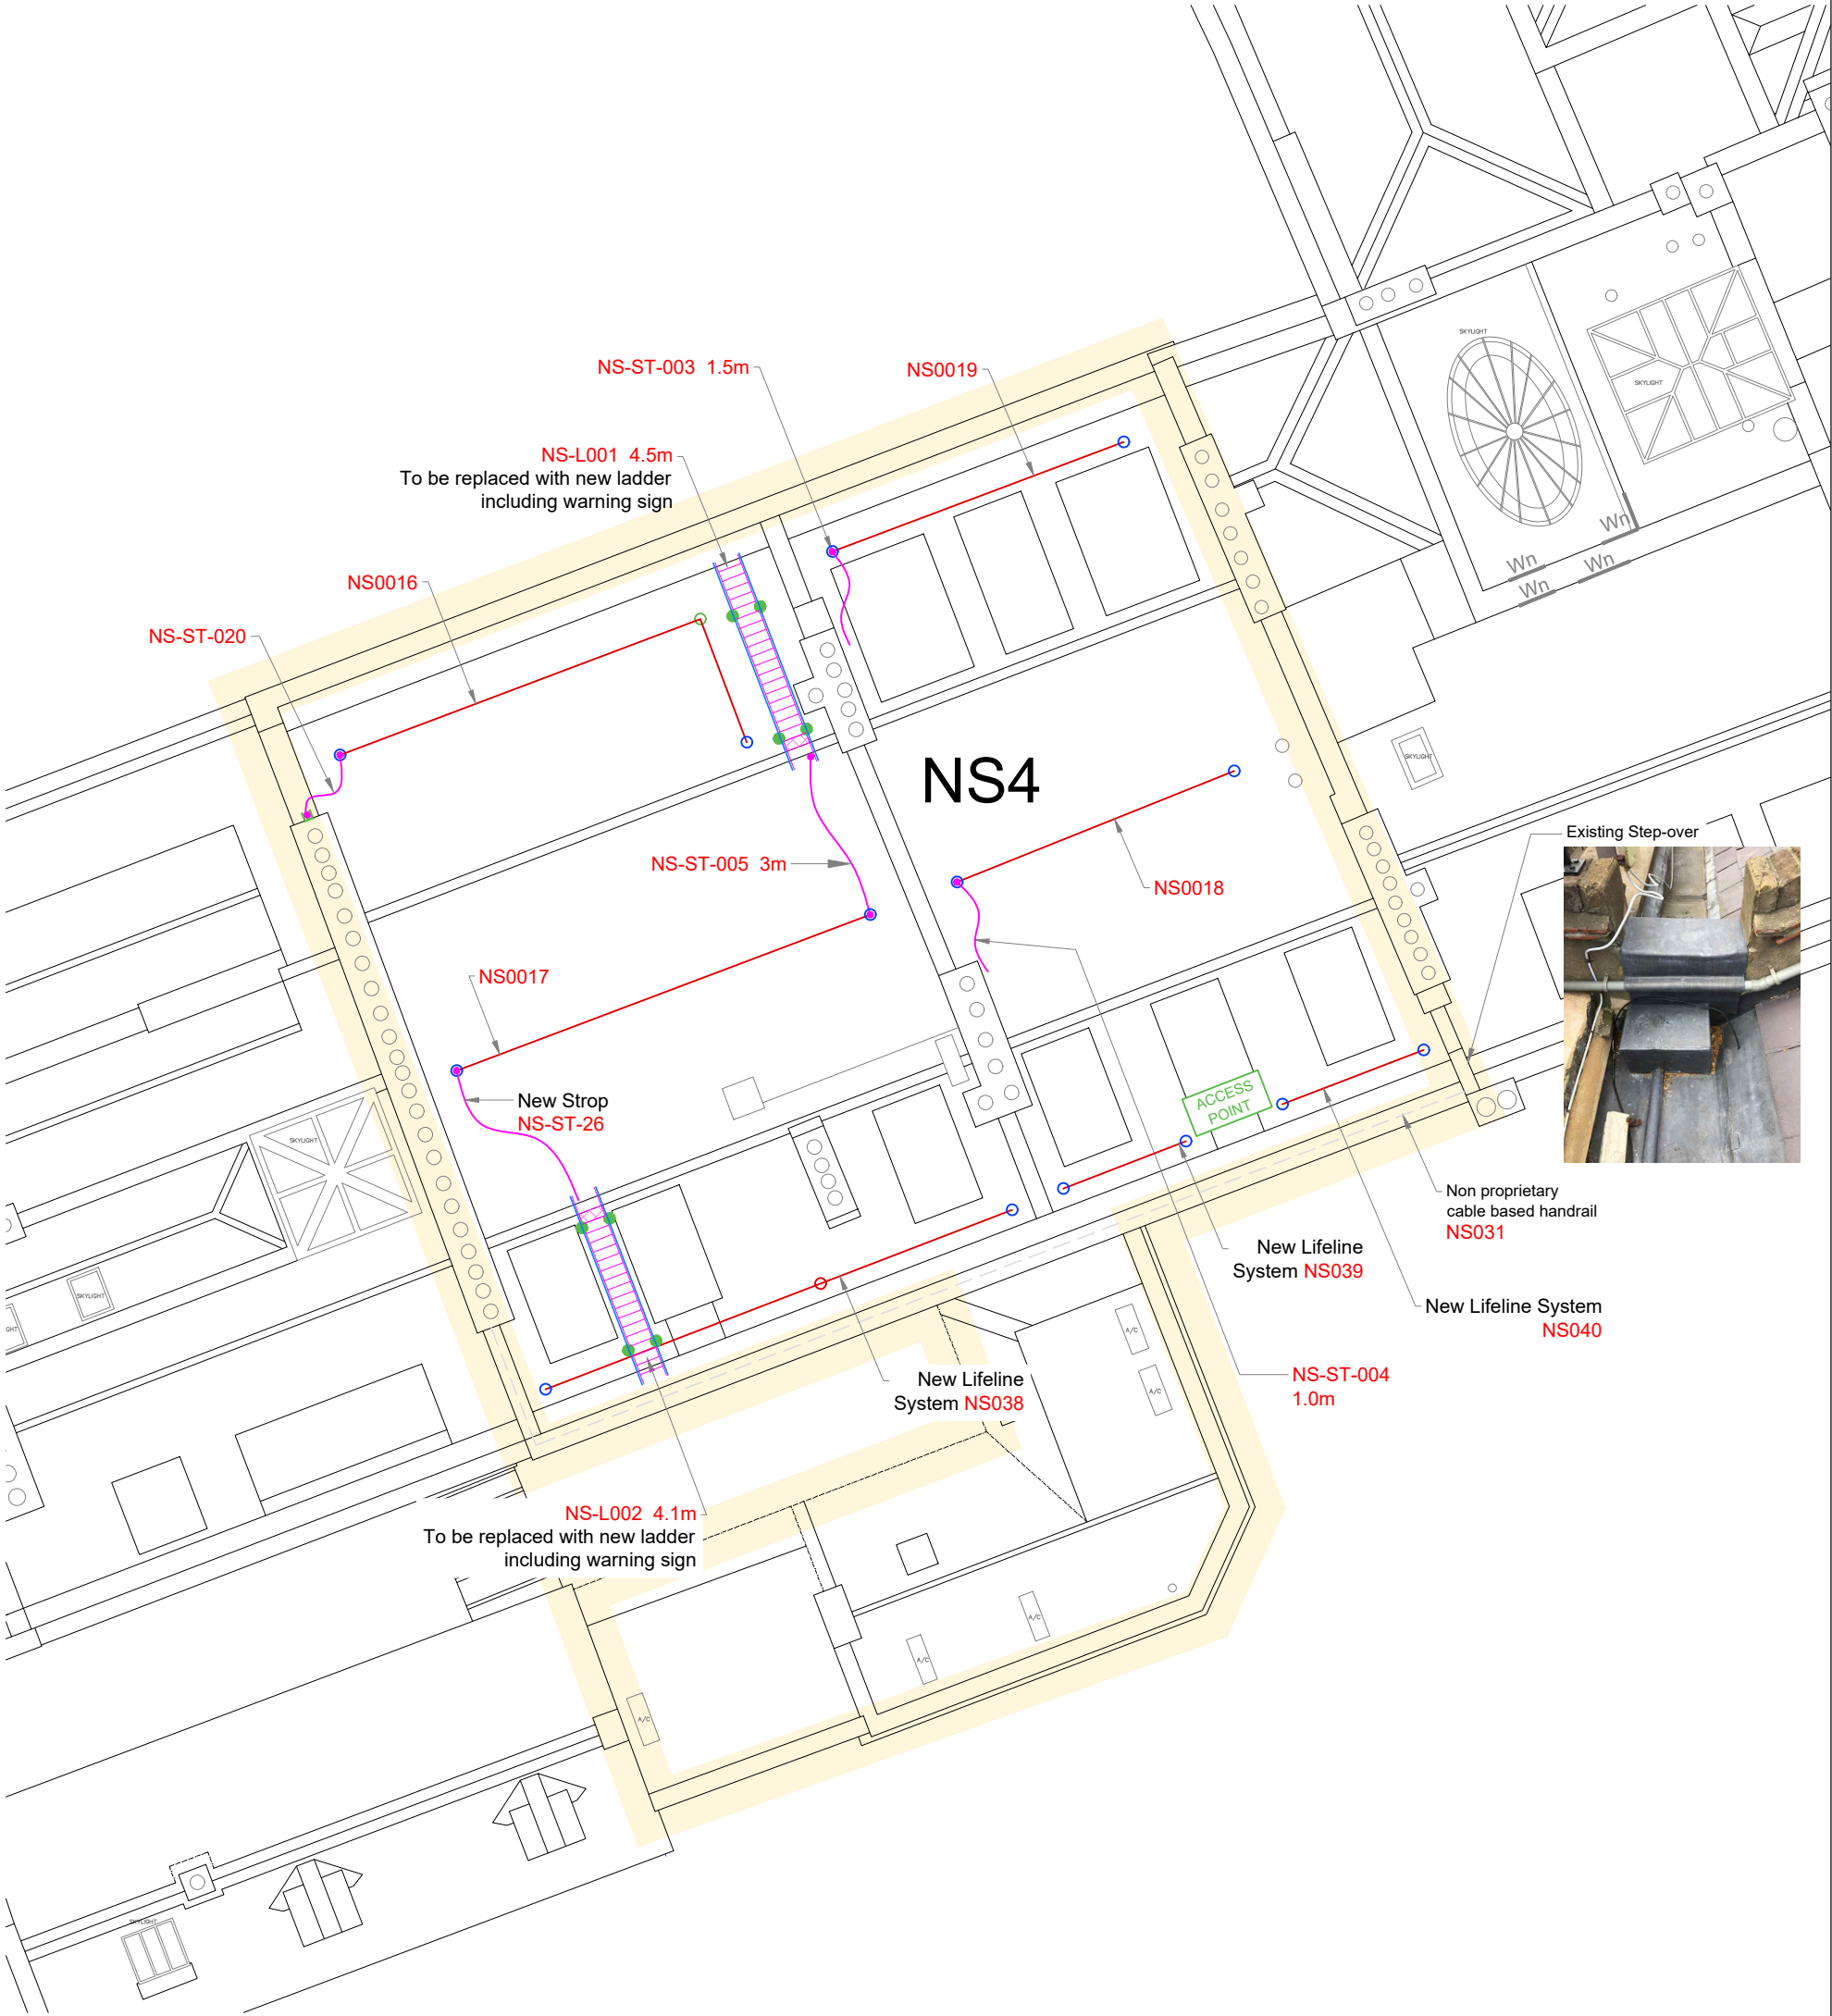 SKYLIGHT
SKYLIGHT
NS-ST-003 1.5m
NS0019
NS-L001 4.5m
To be replaced with new ladder
including warning sign
Wn
Wn
Wn
Wn
NS0016
NS-ST-020
SKYLIGHT
NS4
Existing Step-over
NS-ST-005 3m
NS0018
NS0017
New Strop
NS-ST-26
ACCESS
POINT
SKYLIGHT
Non proprietary
cable based handrail
NS031
New Lifeline
System NS039
SKYLIGHT
New Lifeline System
NS040
GHT
A/C
New Lifeline
System NS038
NS-ST-004
1.0m
A/C
NS-L002 4.1m
To be replaced with new ladder
including warning sign
A/C
A/C
A/C
SKYLIGHT